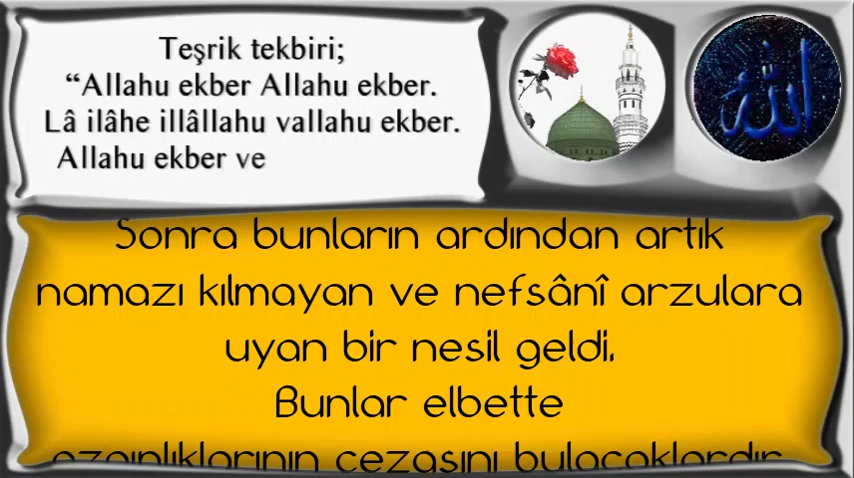 Teşrik tekbiri;
“Allahu ekber Allahu ekber.
Lâ ilâhe illâllahu vallahu ekber.
Allahu ekber ve
الله
Sonra bunların ardından artık
namazı kılmayan ve nefsânî arzulara
uyan bir nesil geldi.
Bunlar elbette
azgınlıklarının cezasını bulacaklardır.